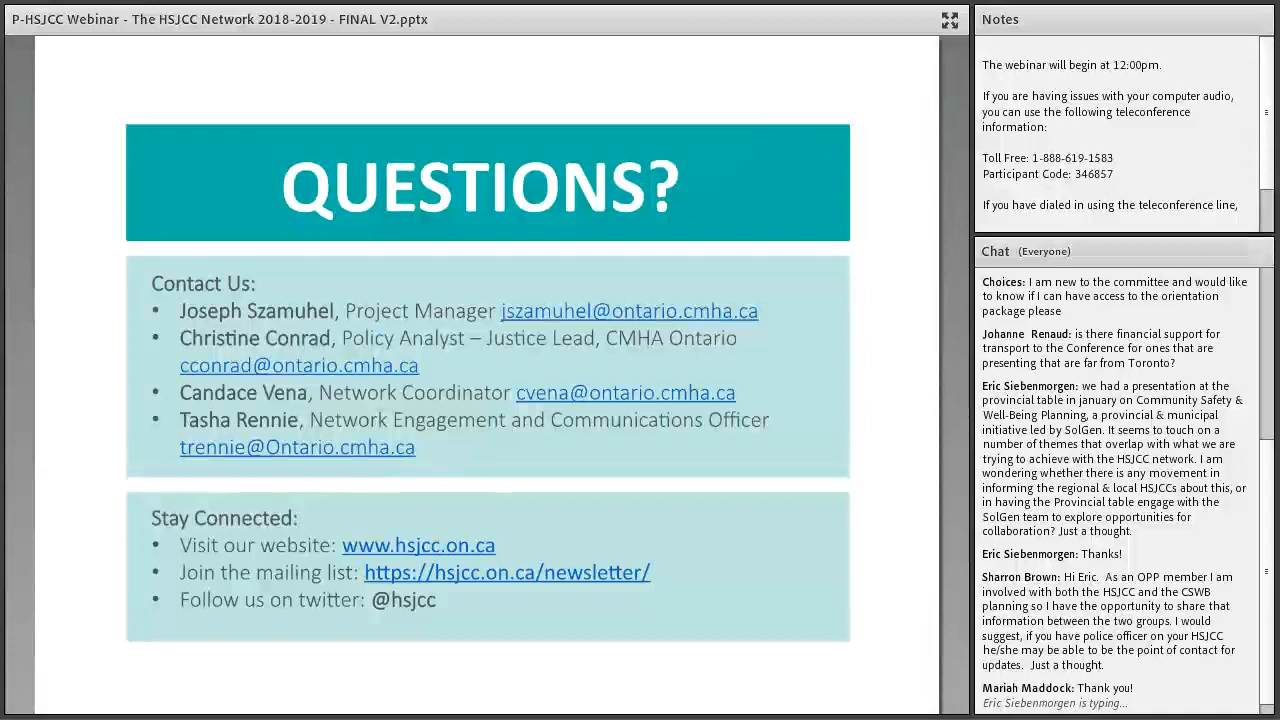 P-HSJCC Webinar - The HSJCC Network 2018-2019 - FINAL V2.pptx
QUESTIONS?
Contact Us:
• Joseph Szamuhel, Project Manager jszamuhel@ontario.cmha.ca
• Christine Conrad, Policy Analyst – Justice Lead, CMHA Ontario
cconrad@ontario.cmha.ca
• Candace Vena, Network Coordinator cvena@ontario.cmha.ca
• Tasha Rennie, Network Engagement and Communications Officer
trennie@Ontario.cmha.ca
Stay Connected:
• Visit our website: www.hsjcc.on.ca
• Join the mailing list: https://hsjcc.on.ca/newsletter/
• Follow us on twitter: @hsjcc
Notes
The webinar will begin at 12:00pm.
If you are having issues with your computer audio,
you can use the following teleconference
information:
Toll Free: 1-888-619-1583
Participant Code: 346857
If you have dialed in using the teleconference line,
Chat (Everyone)
Choices: I am new to the committee and would like
to know if I can have access to the orientation
package please
Johanne Renaud: is there financial support for
transport to the Conference for ones that are
presenting that are far from Toronto?
Eric Siebenmorgen: we had a presentation at the
provincial table in january on Community Safety &
Well-Being Planning, a provincial & municipal
initiative led by SolGen. It seems to touch on a
number of themes that overlap with what we are
trying to achieve with the HSJCC network. I am
wondering whether there is any movement in
informing the regional & local HSJCCs about this, or
in having the Provincial table engage with the
SolGen team to explore opportunities for
collaboration? Just a thought.
Eric Siebenmorgen: Thanks!
Sharron Brown: Hi Eric. As an OPP member I am
involved with both the HSJCC and the CSWB
planning so I have the opportunity to share that
information between the two groups. I would
suggest, if you have police officer on your HSJCC
he/she may be able to be the point of contact for
updates. Just a thought.
Mariah Maddock: Thank you!
Eric Siebenmorgen is typing...